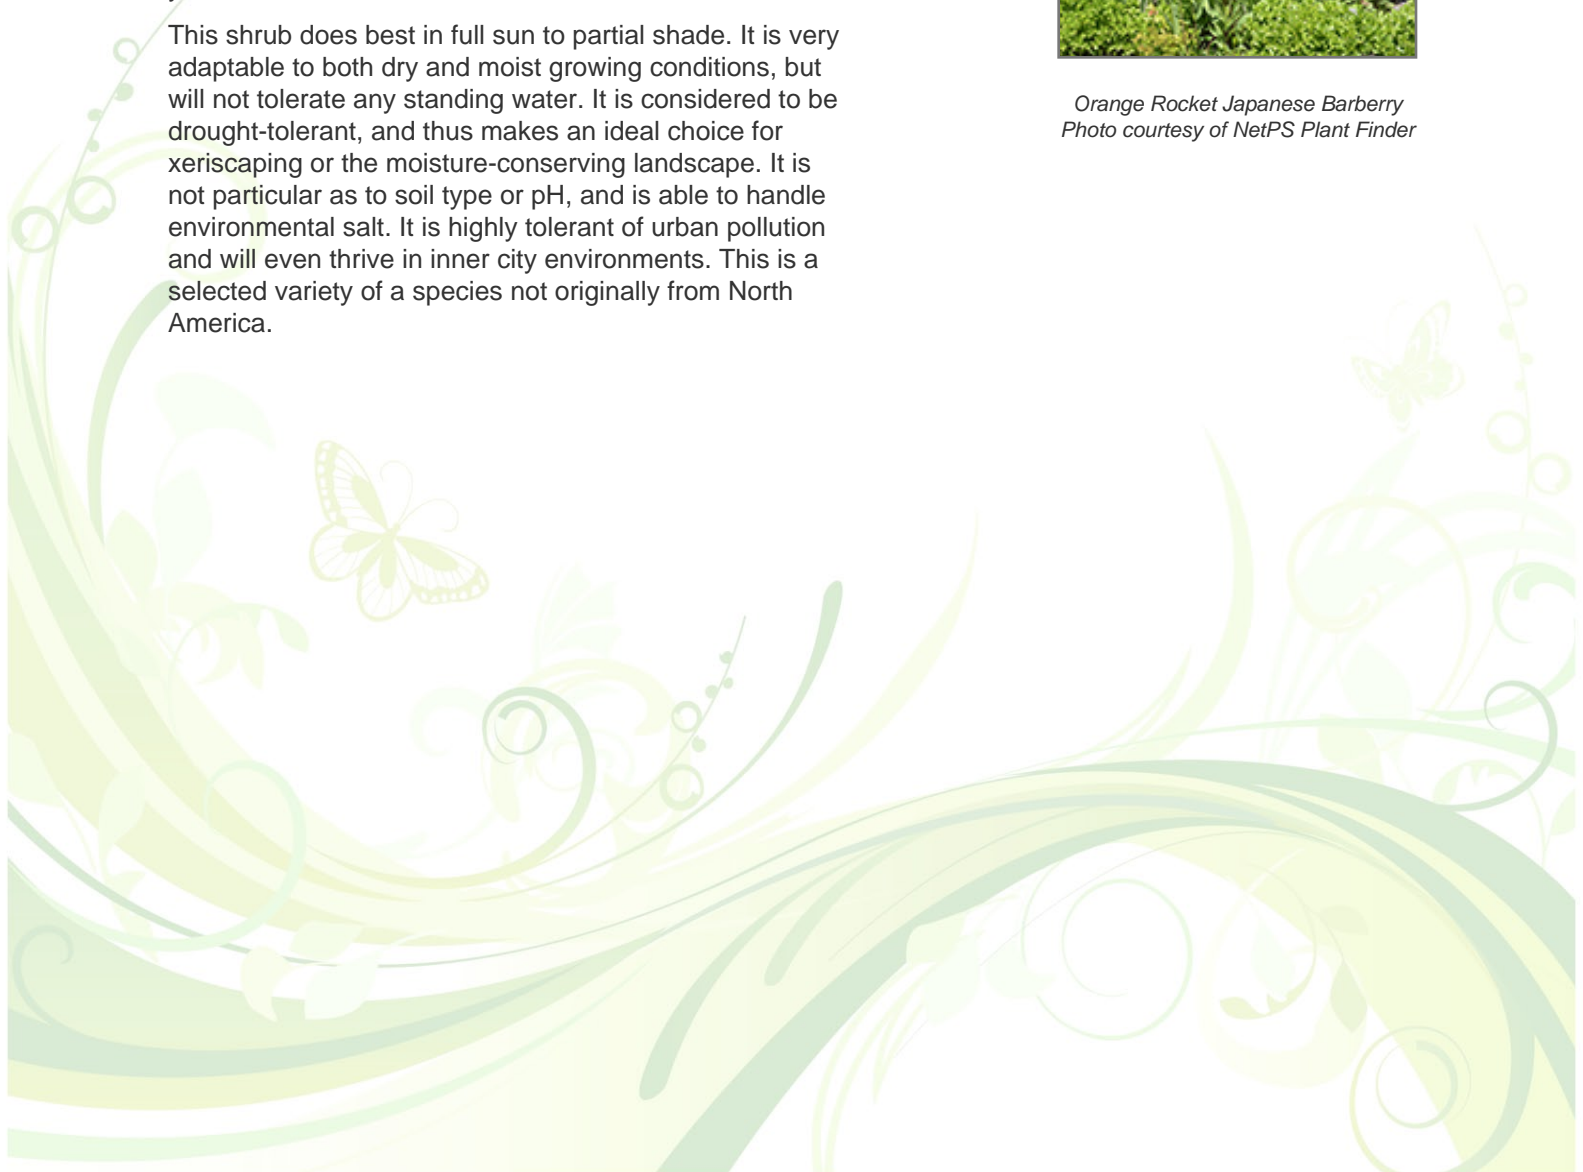 This shrub does best in full sun to partial shade. It is very
adaptable to both dry and moist growing conditions, but
will not tolerate any standing water. It is considered to be
drought-tolerant, and thus makes an ideal choice for
xeriscaping or the moisture-conserving landscape. It is
not particular as to soil type or pH, and is able to handle
environmental salt. It is highly tolerant of urban pollution
and will even thrive in inner city environments. This is a
selected variety of a species not originally from North
America.
Orange Rocket Japanese Barberry
Photo courtesy of NetPS Plant Finder